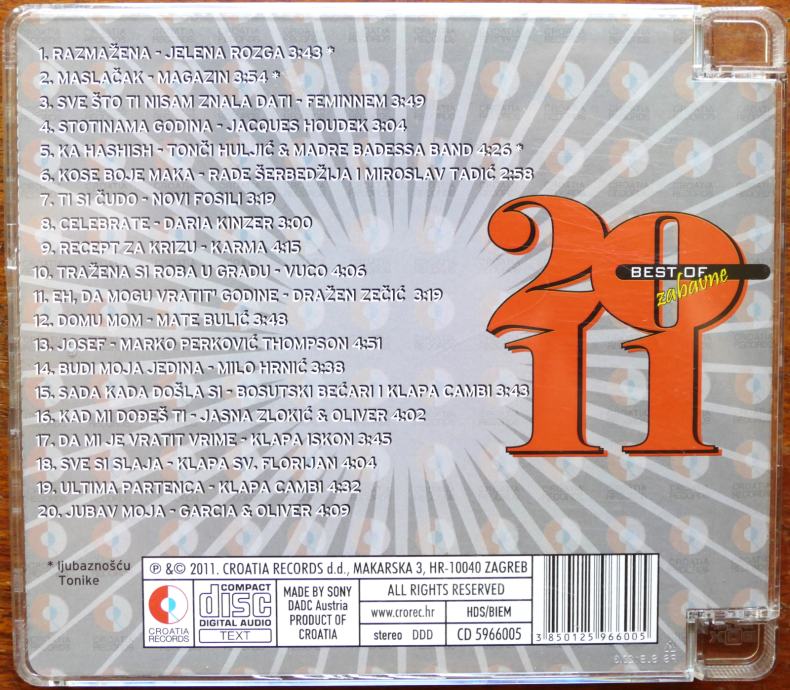 1. RAZMAŽENA - JELENA ROZGA 3:43 *
2. MASLAČAK - MAGAZIN 3:54 *
3. SVE ŠTO TI NISAM ZNALA DATI - FEMINNEM 3:49
4. STOTINAMA GODINA - JACQUES HOUDEK 3:04
5. KA HASHISH - TONČI HULJIĆ & MADRE BADESSA BAND 4:26 *
6. KOSE BOJE MAKA - RADE ŠERBEDŽIJA I MIROSLAV TADIĆ 2:58
7. TI SI ČUDO - NOVI FOSILI 3:19
8. CELEBRATE - DARIA KINZER 3:00
9. RECEPT ZA KRIZU - KARMA 4:15
10. TRAŽENA SI ROBA U GRADU - VUCO 4:06
11. EH, DA MOGU VRATIT' GODINE - DRAŽEN ZEČIĆ 3:19
12. DOMU MOM - MATE BULIĆ 3:48
13. JOSEF - MARKO PERKOVIĆ THOMPSON 4:51
14. BUDI MOJA JEDINA - MILO HRNIĆ 3:38
15. SADA KADA DOŠLA SI - BOSUTSKI BEĆARI I KLAPA CAMBI 3:43
16. KAD MI DOĐEŠ TI - JASNA ZLOKIĆ & OLIVER 4:02
17. DA MI JE VRATIT VRIME - KLAPA ISKON 3:45
18. SVE SI SLAJA - KLAPA SV. FLORIJAN 4:04
19. ULTIMA PARTENCA - KLAPA CAMBI 4:32
20. JUBAV MOJA - GARCIA & OLIVER 4:09
20
BEST OF
zabavne
11
* ljubaznošću
Tonike
℗ &© 2011. CROATIA RECORDS d.d., MAKARSKA 3, HR-10040 ZAGREB
CROATIA
RECORDS
COMPACT
disc
DIGITAL AUDIO
TEXT
MADE BY SONY
DADC Austria
PRODUCT OF
CROATIA
ALL RIGHTS RESERVED
www.crorec.hr HDS/BIEM
stereo DDD CD 5966005
3 850125 966005